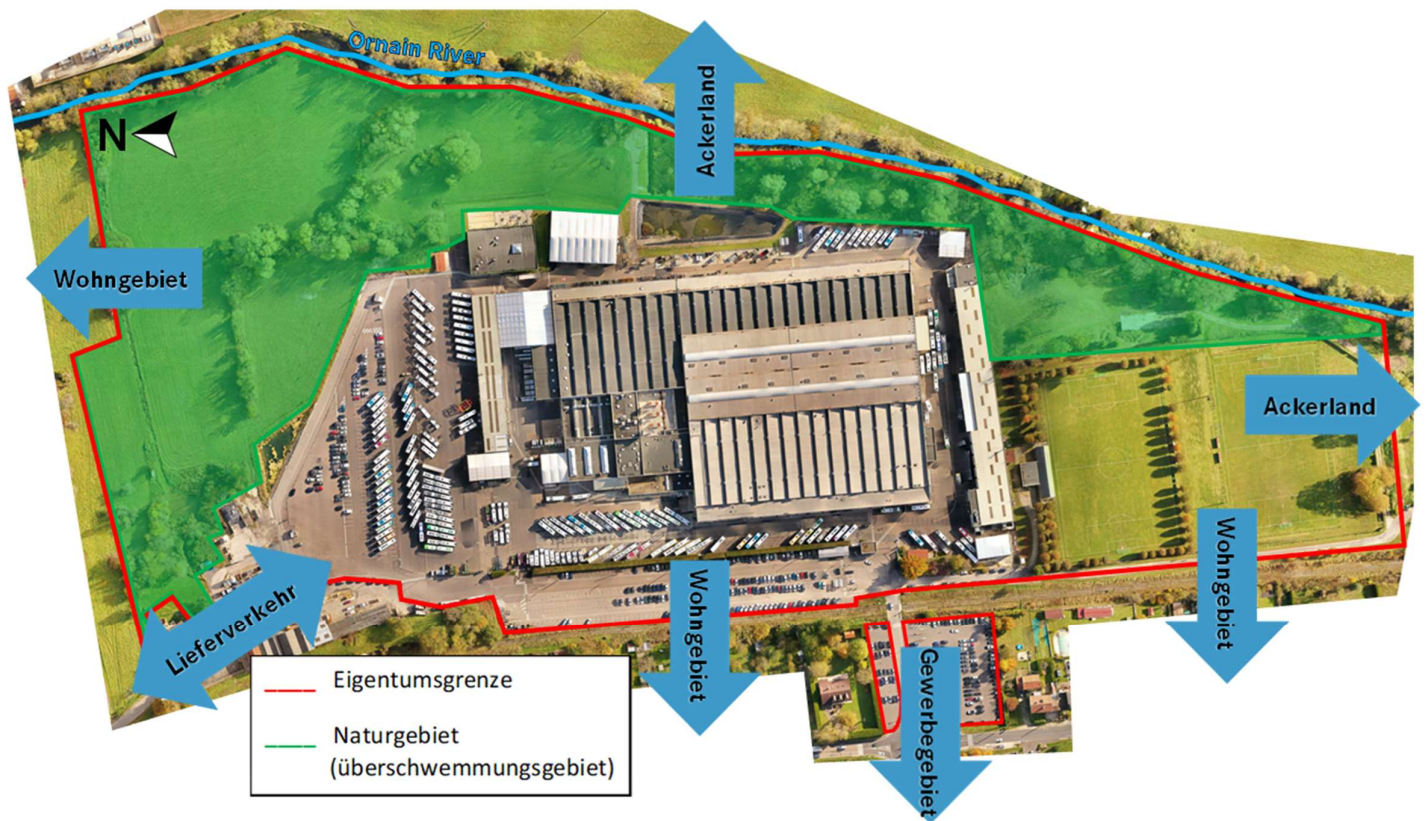 Ornain River
Ackerland
N
Wohngebiet
Ackerland
Wohngebiet
Lieferverkehr
Wohngebiet
Gewerbegebiet
Eigentumsgrenze
Naturgebiet
(überschwemmungsgebiet)